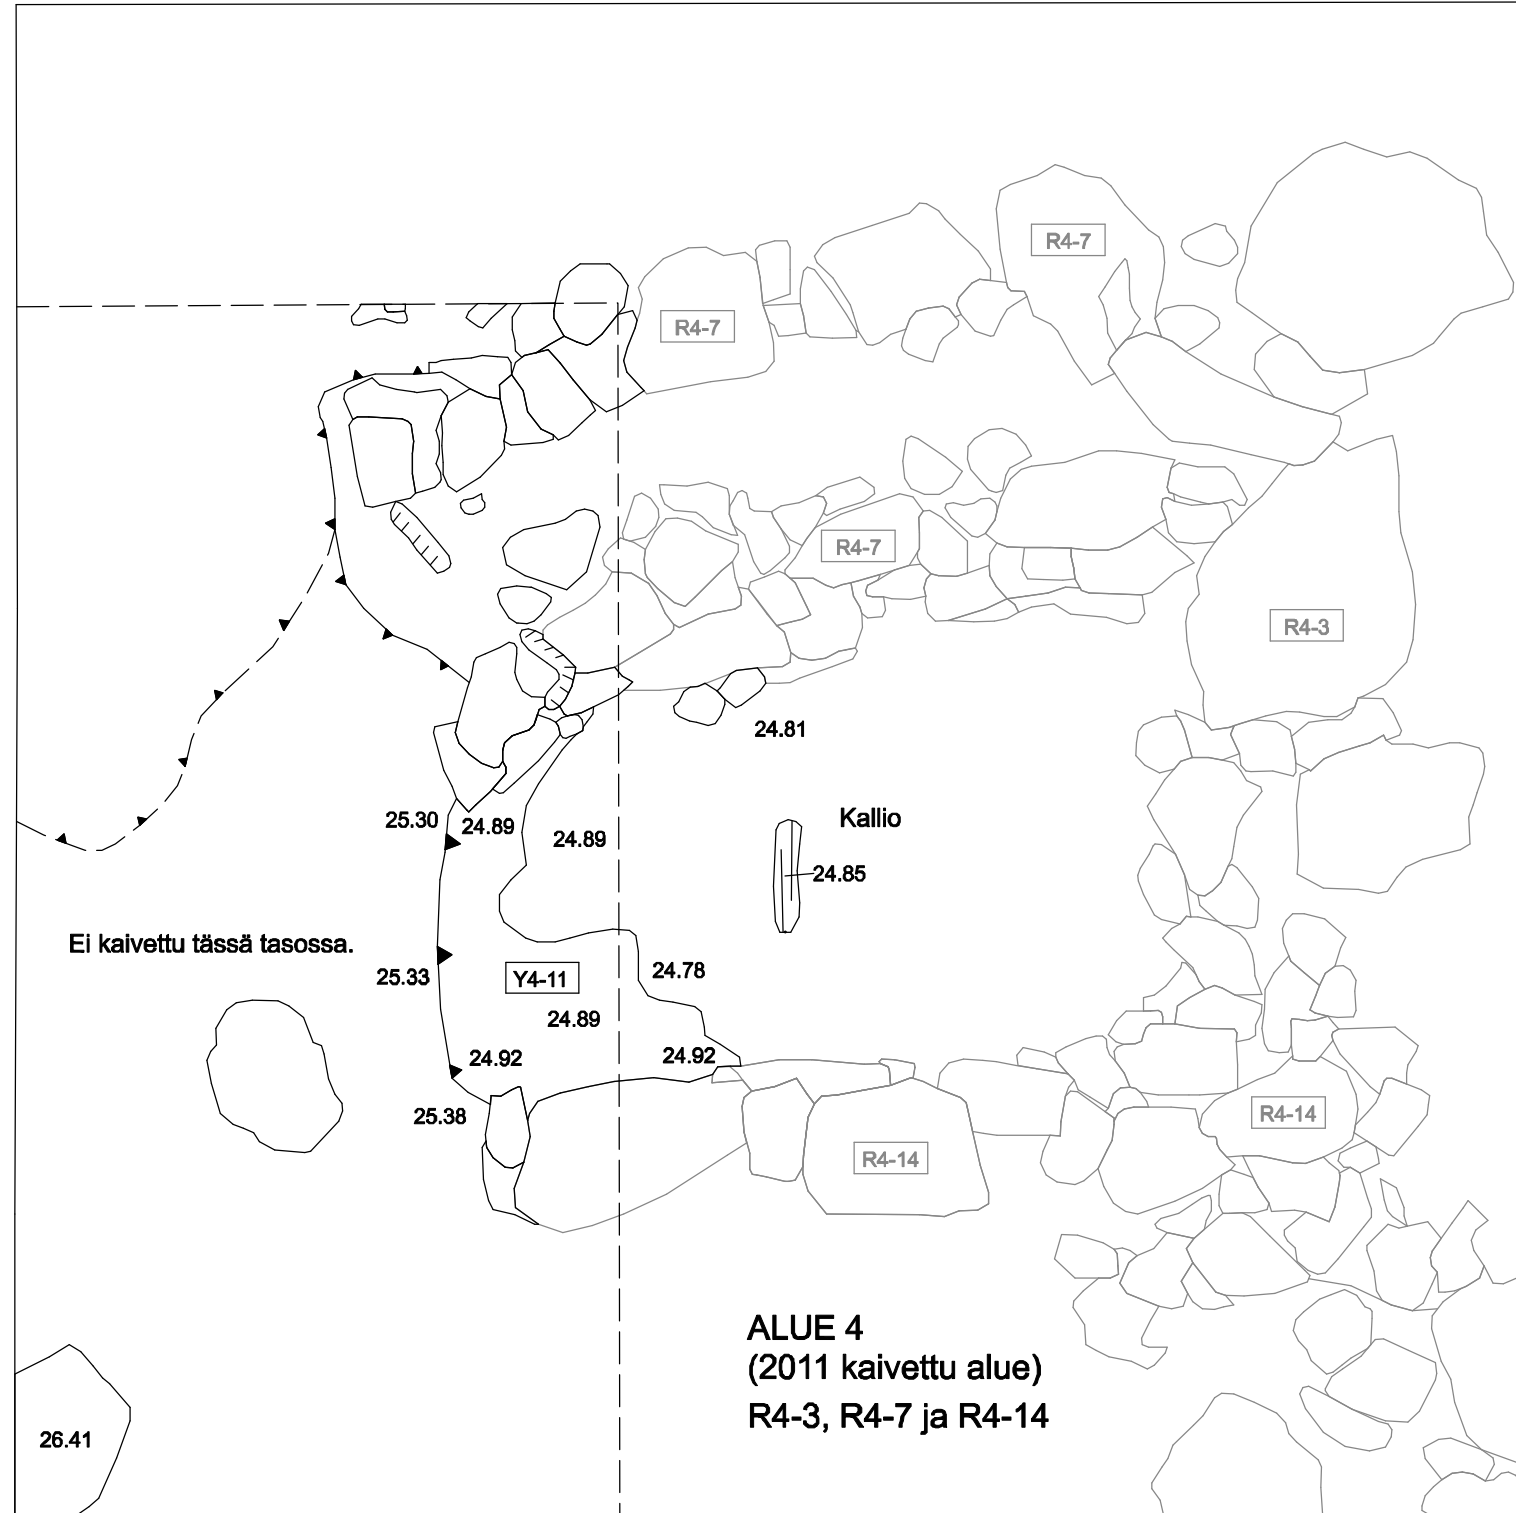 R4-7
R4-7
R4-7
R4-3
24.81
Kallio
25.30
24.89
24.89
24.85
Ei kaivettu tässä tasossa.
25.33
Y4-11
24.78
24.89
24.92
24.92
25.38
R4-14
R4-14
ALUE 4
(2011 kaivettu alue)
R4-3, R4-7 ja R4-14
26.41